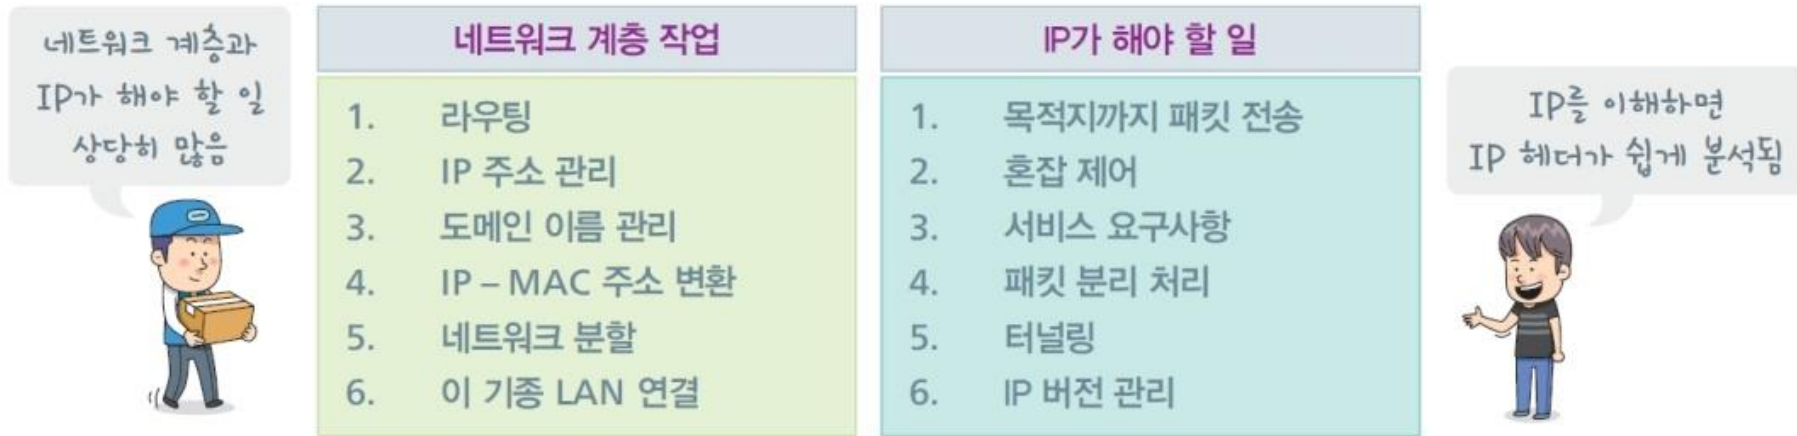 네트워크 계층과
IP가 해야 할 일
상당히 많음
네트워크 계층 작업
1. 라우팅
2. IP 주소 관리
3. 도메인 이름 관리
4. IP – MAC 주소 변환
5. 네트워크 분할
6. 이 기종 LAN 연결
IP가 해야 할 일
1. 목적지까지 패킷 전송
2. 혼잡 제어
3. 서비스 요구사항
4. 패킷 분리 처리
5. 터널링
6. IP 버전 관리
IP를 이해하면
IP 헤더가 쉽게 분석됨